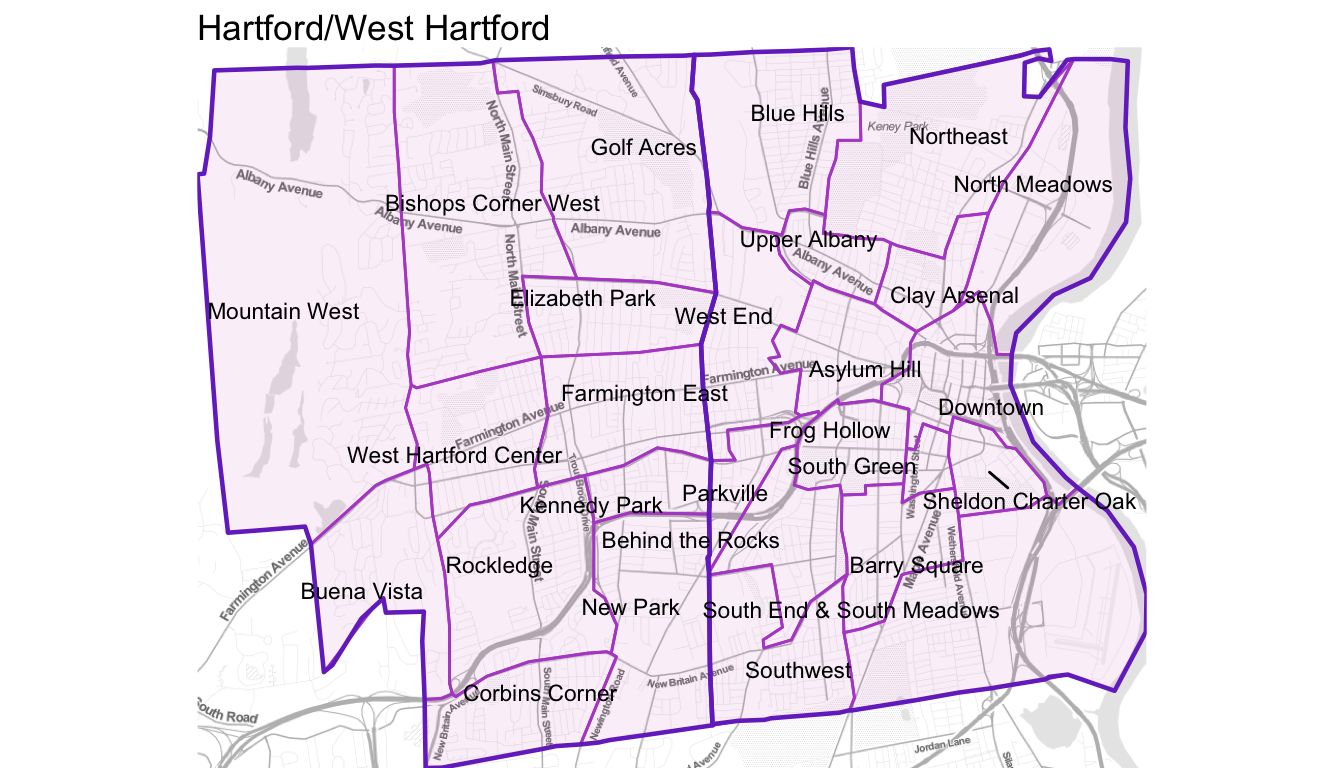 Hartford/West Hartford
Simsbury Road
Avenue
North Main Street
Blue Hills
Blue Hills Avenue
Keney Park
Northeast
Golf Acres
Albany Avenue
North Meadows
Bishops Corner West
Albany Avenue
Albany Avenue
Upper Albany
Albany Avenue
North Main Street
Elizabeth Park
Clay Arsenal
Mountain West
West End
Farmington Avenue
Asylum Hill
Farmington East
Downtown
Farmington Avenue
Frog Hollow
West Hartford Center
South Green
Washington Street
Trout Brook Drive
Parkville
Sheldon Charter Oak
Kennedy Park
South Main Street
Behind the Rocks
Farmington Avenue
Rockledge
Barry Square
Main Avenue
Wethersfield Avenue
Buena Vista
New Park
South End & South Meadows
Southwest
New Britain Avenue
Corbins Corner
South Main Street
Newington Road
New Britain Avenue
South Road
Jordan Lane
Avenue